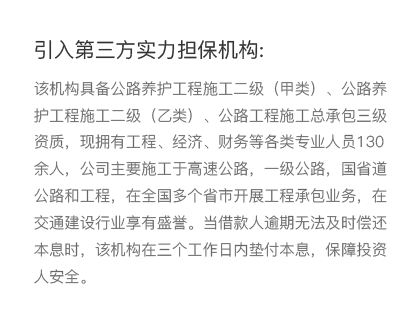 引入第三方实力担保机构:
该机构具备公路养护工程施工二级（甲类）、公路养
护工程施工二级（乙类）、公路工程施工总承包三级
资质，现拥有工程、经济、财务等各类专业人员130
余人，公司主要施工于高速公路，一级公路，国省道
公路和工程，在全国多个省市开展工程承包业务，在
交通建设行业享有盛誉。当借款人逾期无法及时偿还
本息时，该机构在三个工作日内垫付本息，保障投资
人安全。